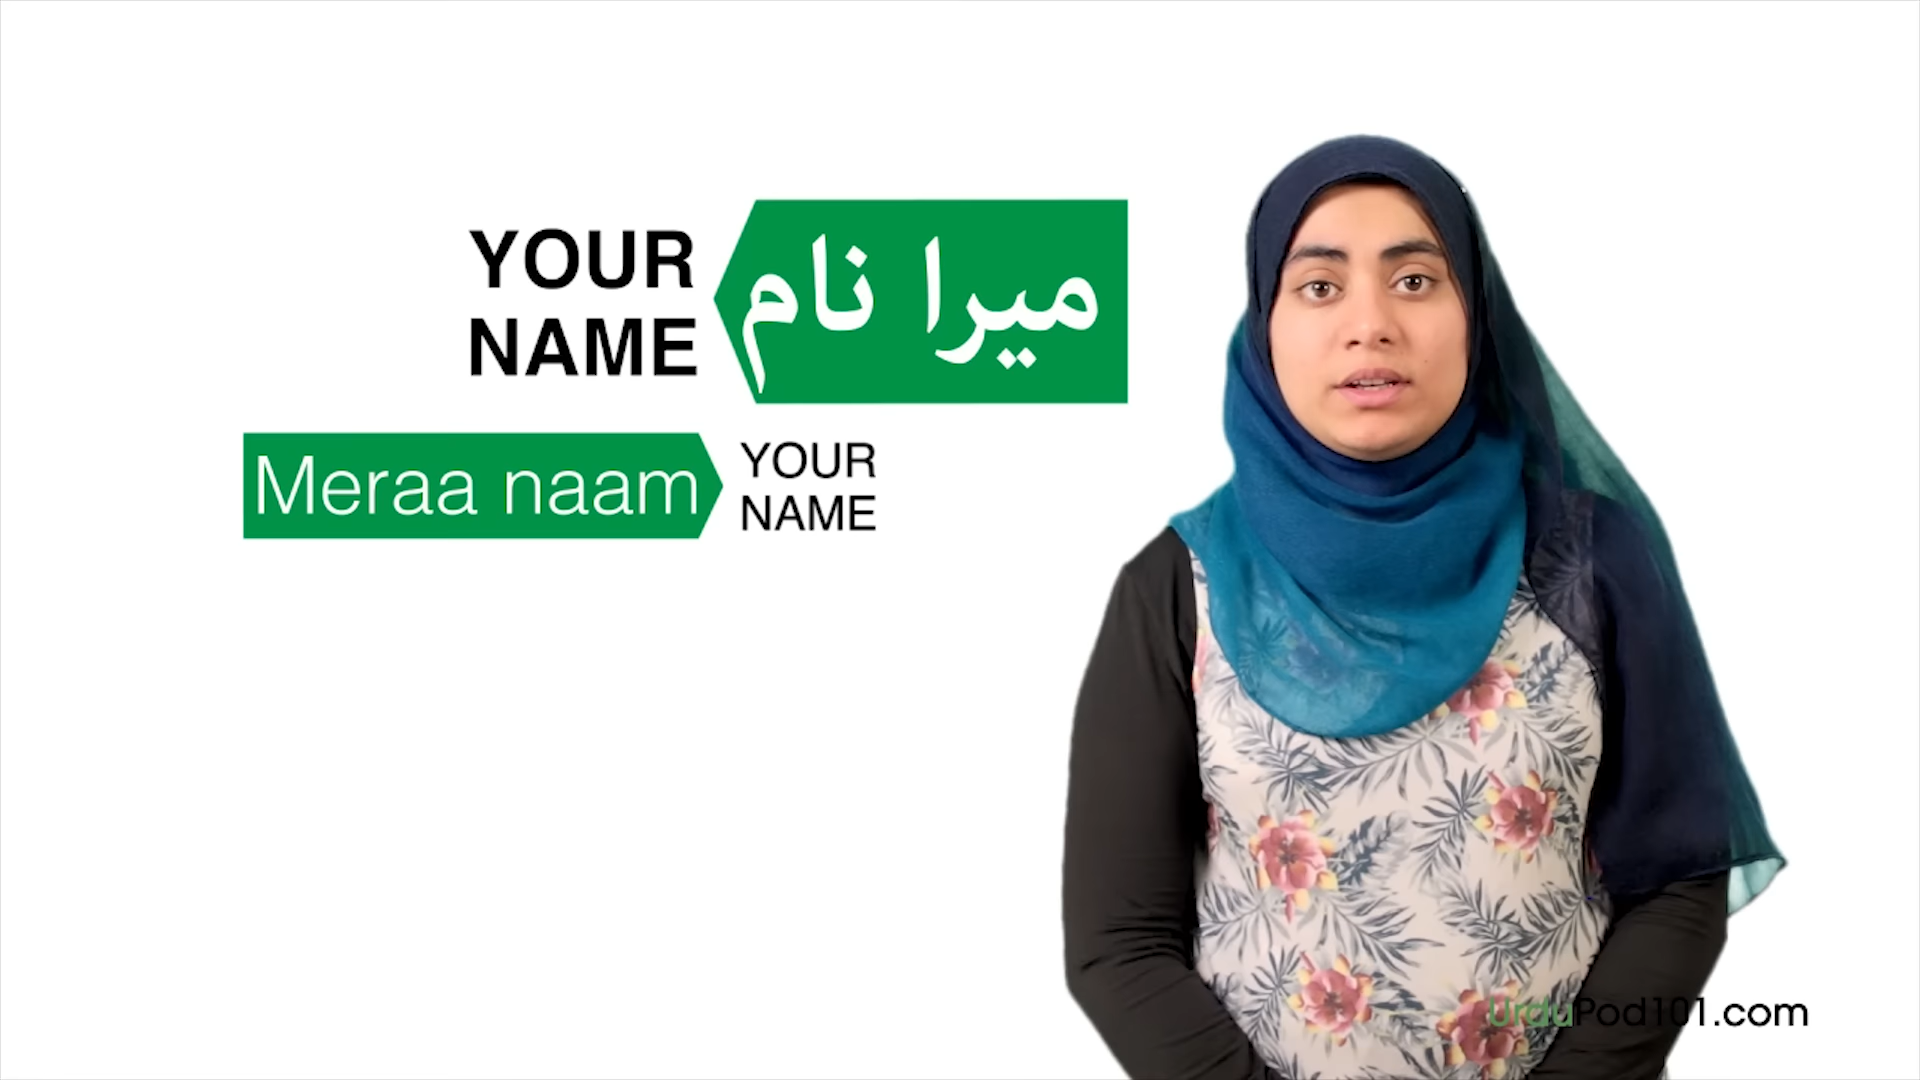 YOUR
NAME
میرا نام
Meraa naam
YOUR
NAME
UrduPod101.com